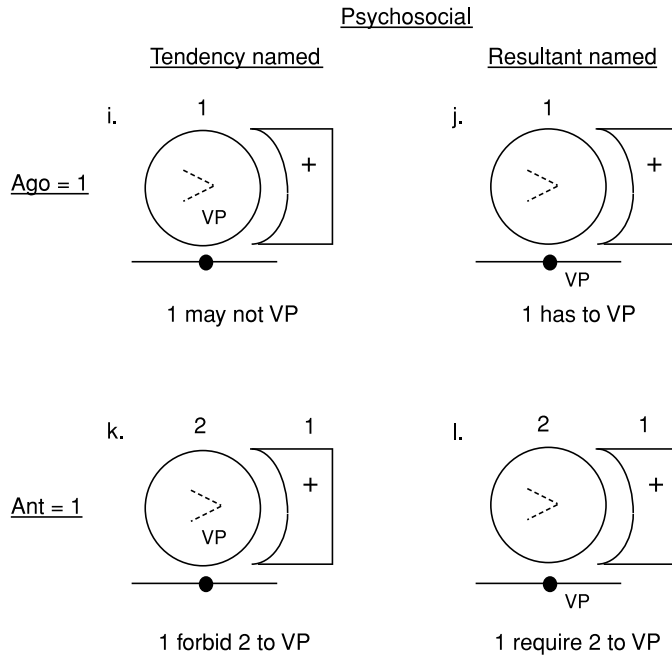 Psychosocial
Tendency named Resultant named
i. 1 j. 1
Ago = 1 + +
VP
VP
1 may not VP 1 has to VP
k. 2 1 l. 2 1
+ +
Ant = 1
VP
VP
1 forbid 2 to VP 1 require 2 to VP